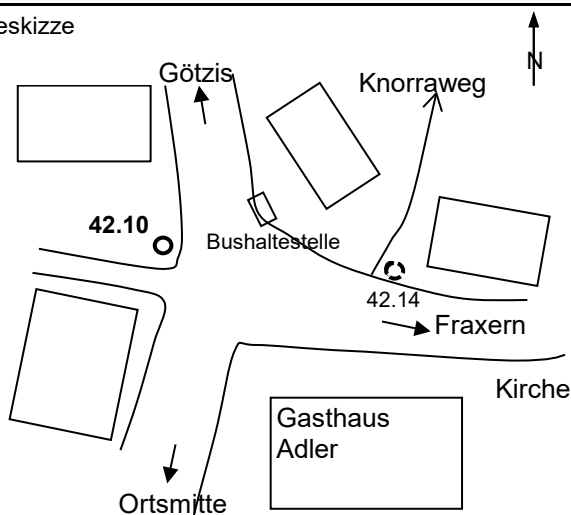 eskizze
N
Götzis
Knorraweg
42.10
Bushaltestelle
42.14
Fraxern
Kirche
Gasthaus
Adler
Ortsmitte